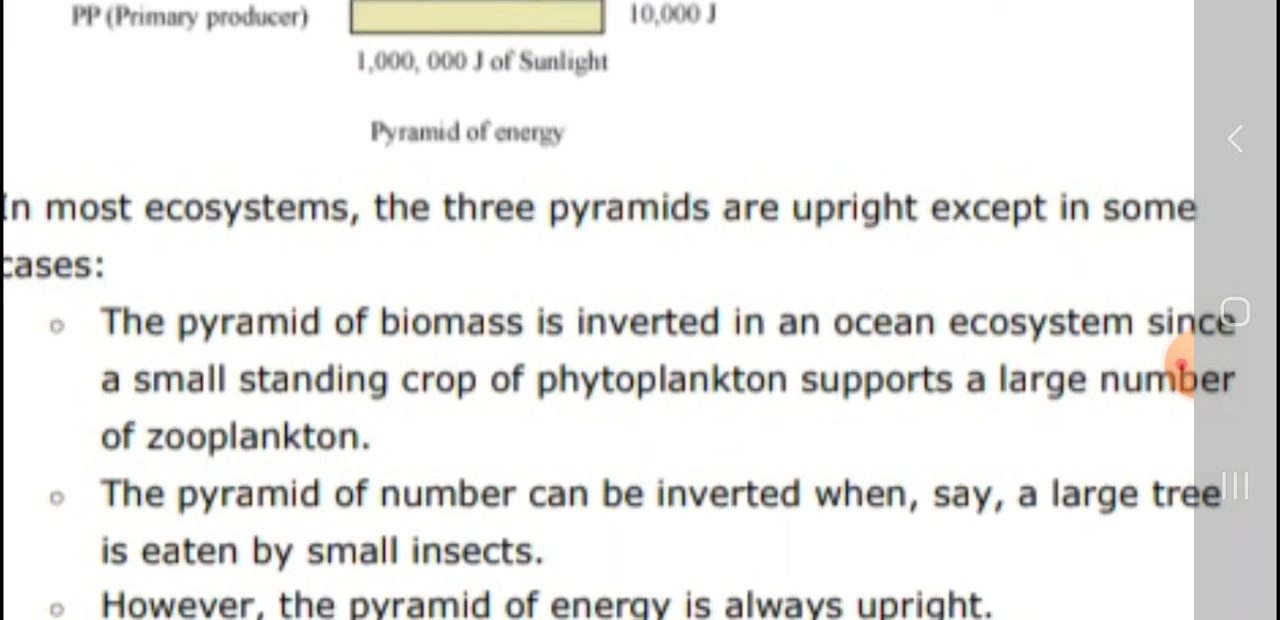 PP (Primary producer) 10,000 J
1,000, 000 J of Sunlight
Pyramid of energy
In most ecosystems, the three pyramids are upright except in some
cases:
The pyramid of biomass is inverted in an ocean ecosystem since
a small standing crop of phytoplankton supports a large number
of zooplankton.
The pyramid of number can be inverted when, say, a large tree
is eaten by small insects.
However, the pyramid of energy is always upright.